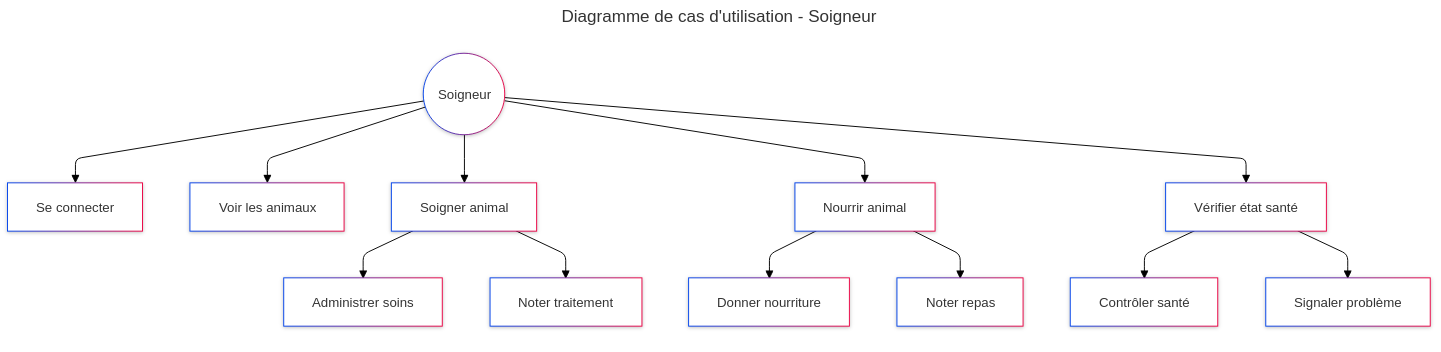 Diagramme de cas d'utilisation - Soigneur
Soigneur
Se connecter
Voir les animaux
Soigner animal
Nourrir animal
Vérifier état santé
Administrer soins
Noter traitement
Donner nourriture
Noter repas
Contrôler santé
Signaler problème